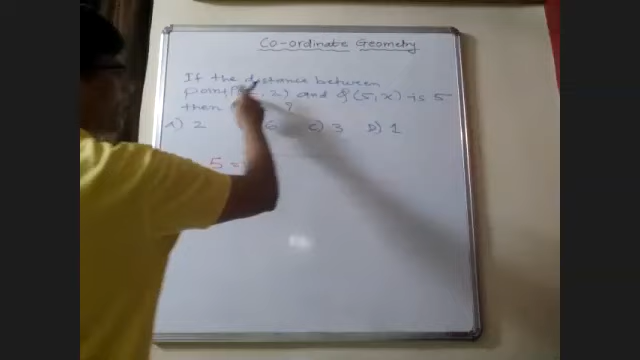 Co-ordinate Geometry
If the distance between
point , 2) and Q (5, x) is 5
then ?
A) 2 6 C) 3 D) 1
5 =